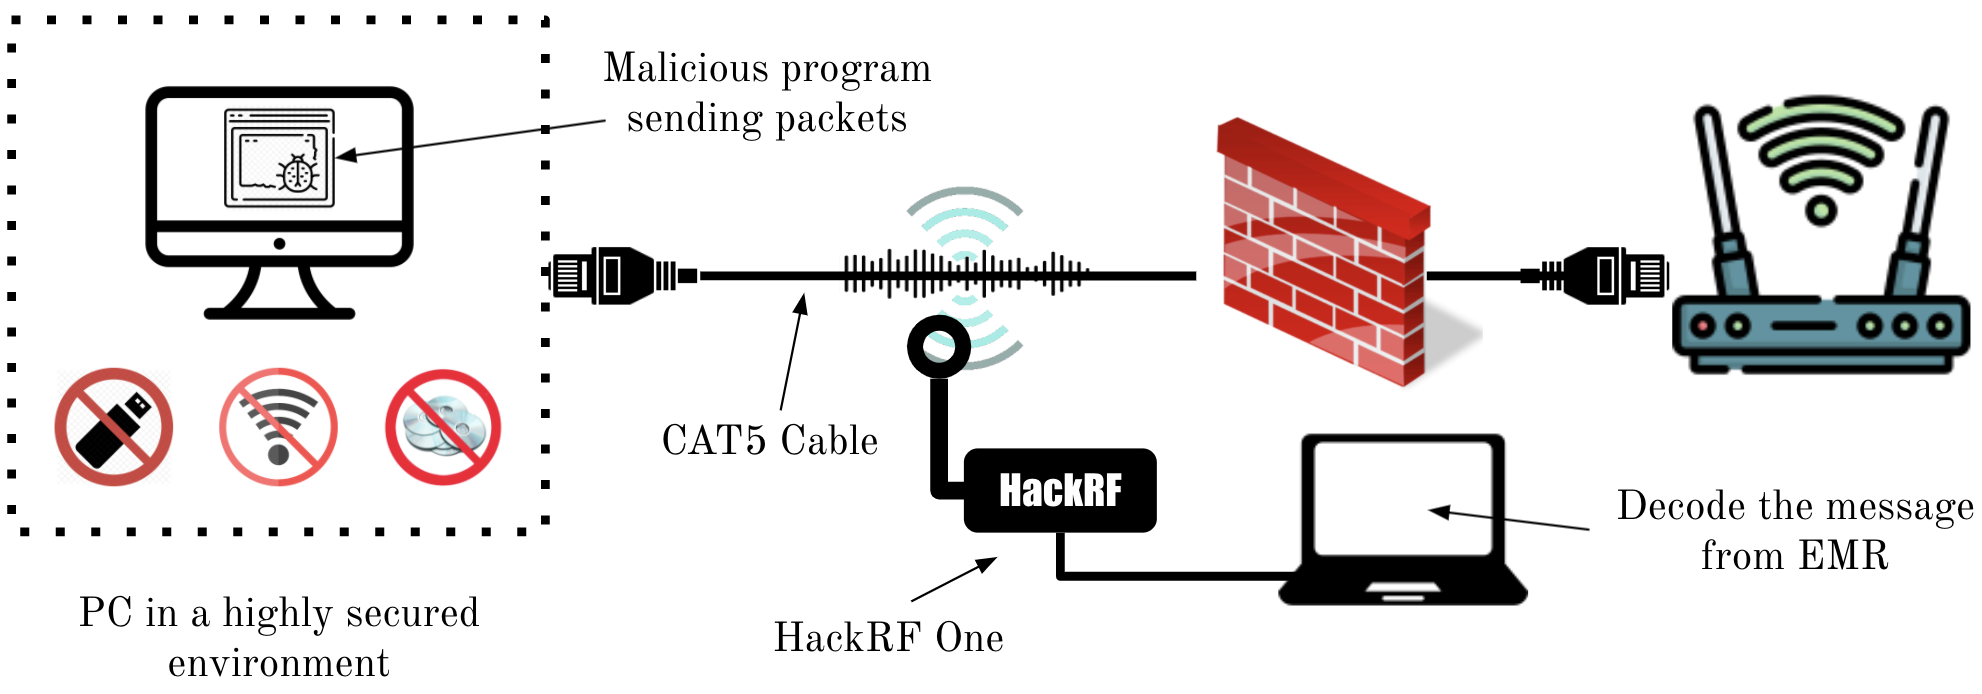 Malicious program
sending packets
CAT5 Cable
HackRF
HackRF One
Decode the message
from EMR
PC in a highly secured
environment